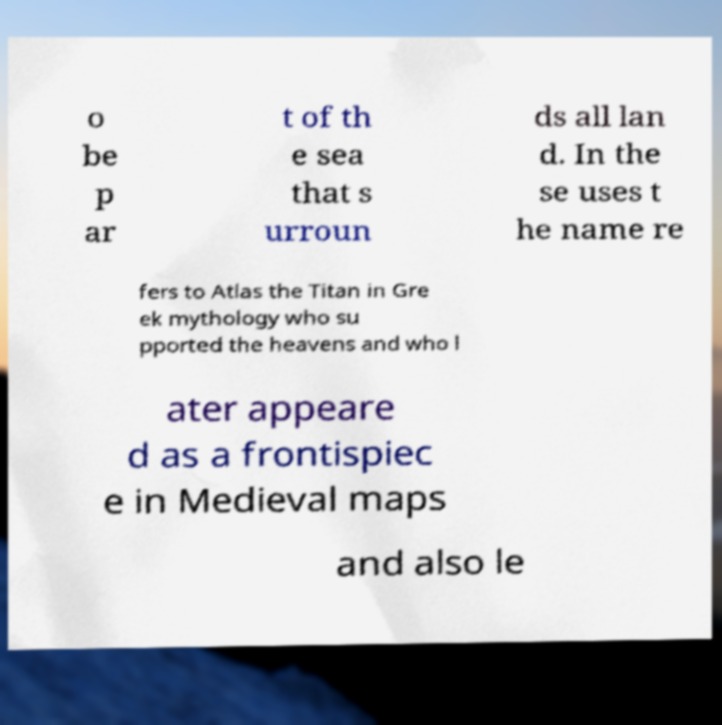 o
be
p
ar
t of th
e sea
that s
urroun
ds all lan
d. In the
se uses t
he name re
fers to Atlas the Titan in Gre
ek mythology who su
pported the heavens and who l
ater appeare
d as a frontispiec
e in Medieval maps
and also le